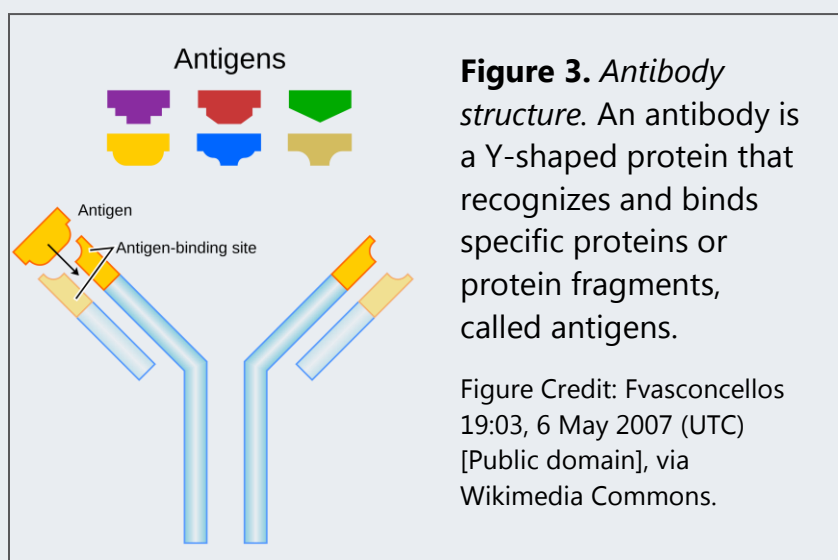 Antigens
Antigen
Antigen-binding site
Figure 3. Antibody
structure. An antibody is
a Y-shaped protein that
recognizes and binds
specific proteins or
protein fragments,
called antigens.
Figure Credit: Fvasconcellos
19:03, 6 May 2007 (UTC)
[Public domain], via
Wikimedia Commons.